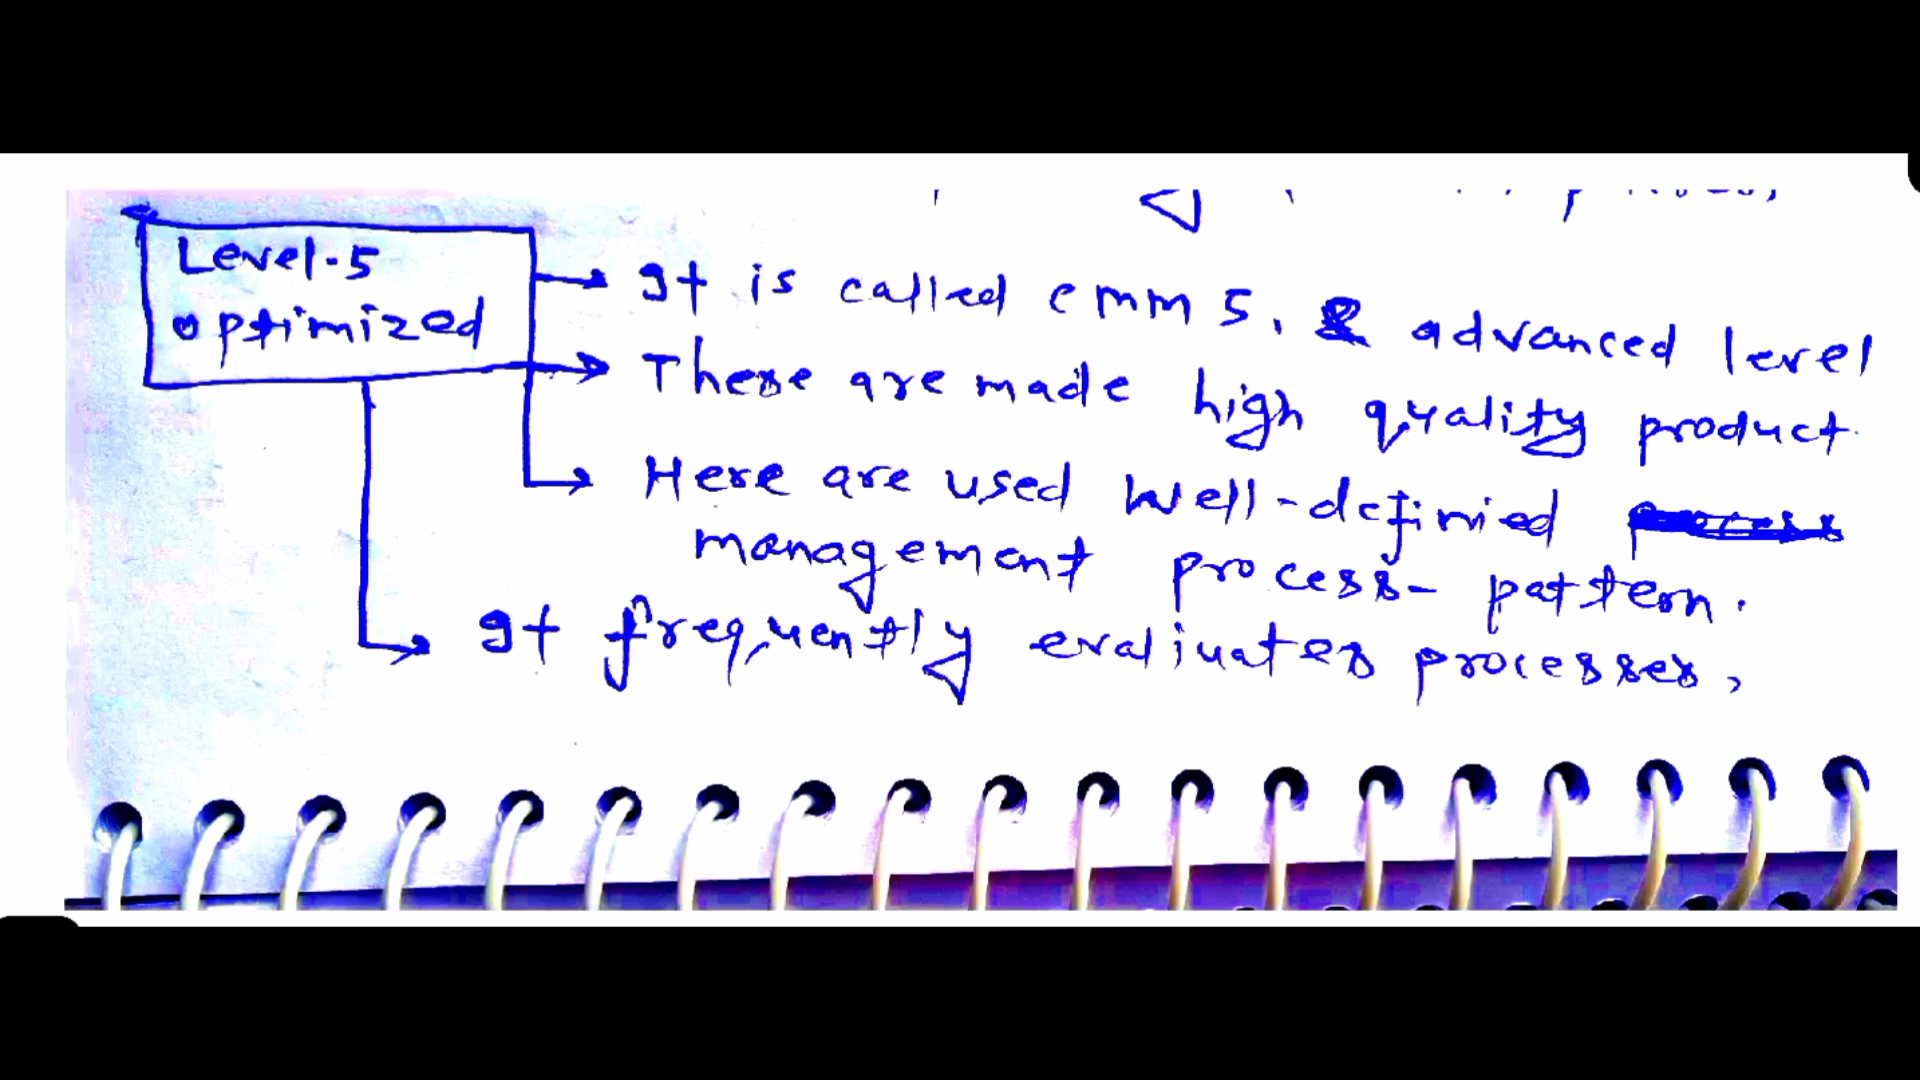 Level-5
optimized
It is called cmm 5. & advanced level
These are made high quality product.
Here are used well-definied
management process- pattern.
It frequently evaluates processes,